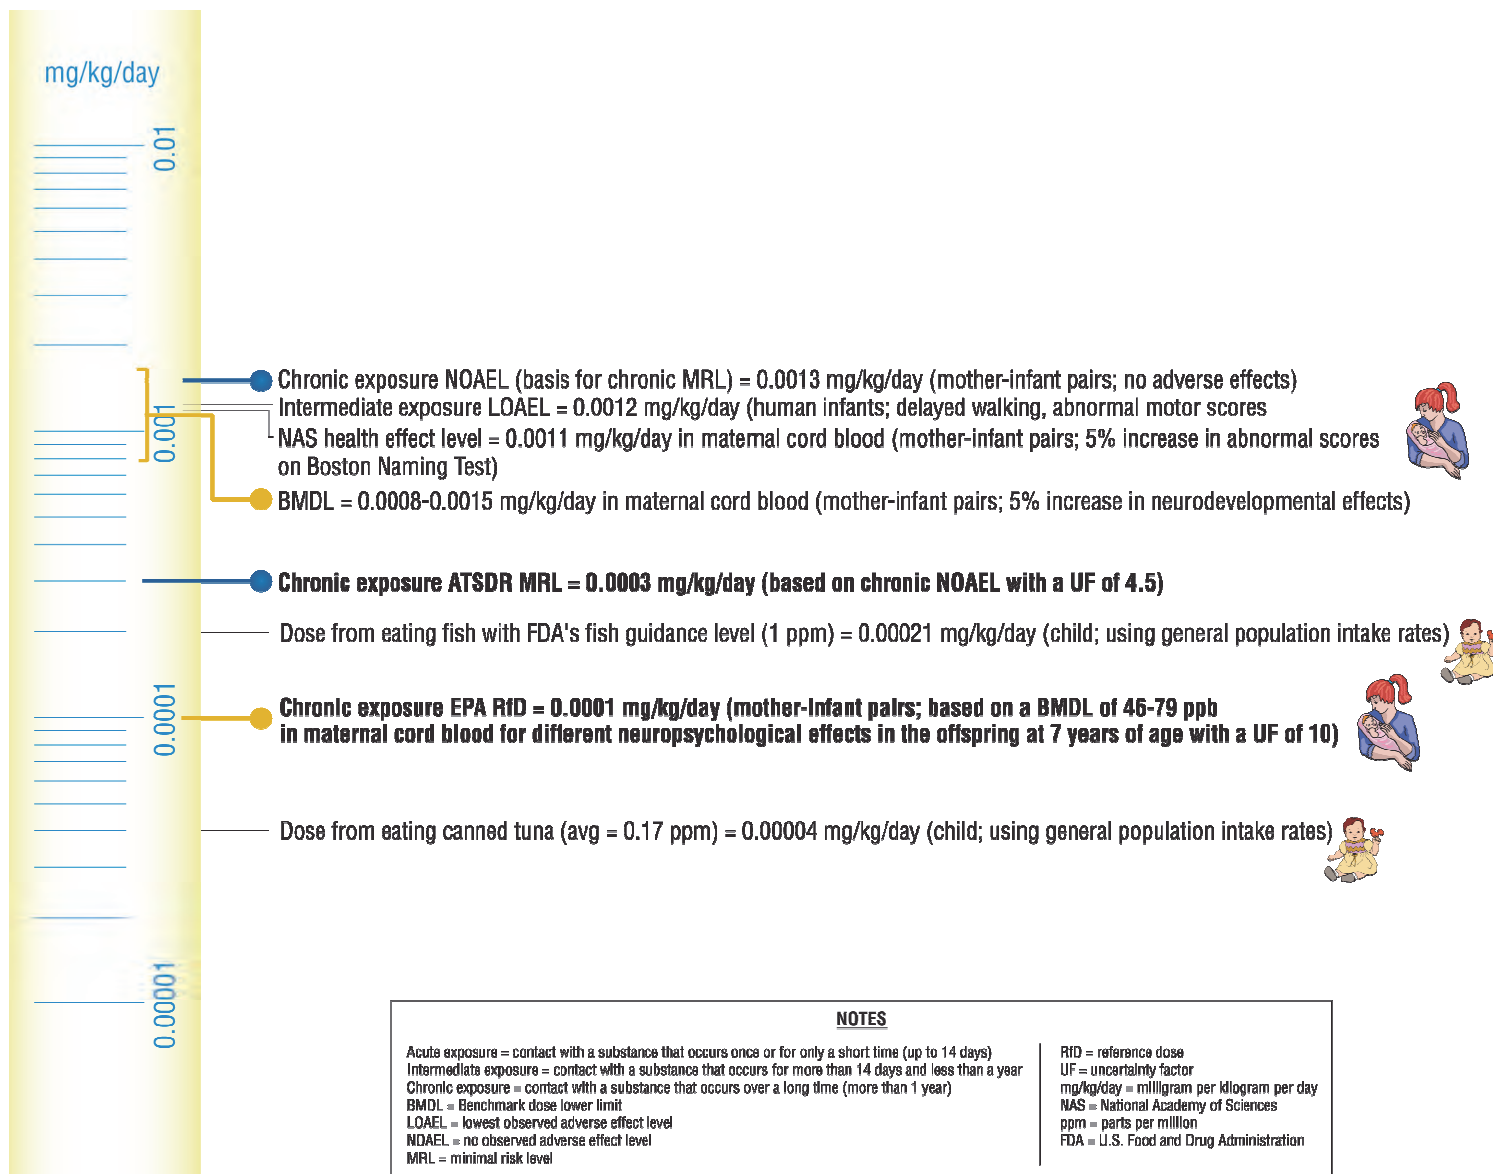 mg/kg/day
0.01
0.001
0.0001
0.00001
Chronic exposure NOAEL (basis for chronic MRL) = 0.0013 mg/kg/day (mother-infant pairs; no adverse effects)
Intermediate exposure LOAEL = 0.0012 mg/kg/day (human infants; delayed walking, abnormal motor scores
NAS health effect level = 0.0011 mg/kg/day in maternal cord blood (mother-infant pairs; 5% increase in abnormal scores
on Boston Naming Test)
BMDL = 0.0008-0.0015 mg/kg/day in maternal cord blood (mother-infant pairs; 5% increase in neurodevelopmental effects)
Chronic exposure ATSDR MRL = 0.0003 mg/kg/day (based on chronic NOAEL with a UF of 4.5)
Dose from eating fish with FDA's fish guidance level (1 ppm) = 0.00021 mg/kg/day (child; using general population intake rates)
Chronic exposure EPA RfD = 0.0001 mg/kg/day (mother-infant pairs; based on a BMDL of 46-79 ppb
in maternal cord blood for different neuropsychological effects in the offspring at 7 years of age with a UF of 10)
Dose from eating canned tuna (avg = 0.17 ppm) = 0.00004 mg/kg/day (child; using general population intake rates)
NOTES
Acute exposure = contact with a substance that occurs once or for only a short time (up to 14 days)
Intermediate exposure = contact with a substance that occurs for more than 14 days and less than a year
Chronic exposure = contact with a substance that occurs over a long time (more than 1 year)
BMDL = Benchmark dose lower limit
LOAEL = lowest observed adverse effect level
NOAEL = no observed adverse effect level
MRL = minimal risk level
RfD = reference dose
UF = uncertainty factor
mg/kg/day = milligram per kilogram per day
NAS = National Academy of Sciences
ppm = parts per million
FDA = U.S. Food and Drug Administration